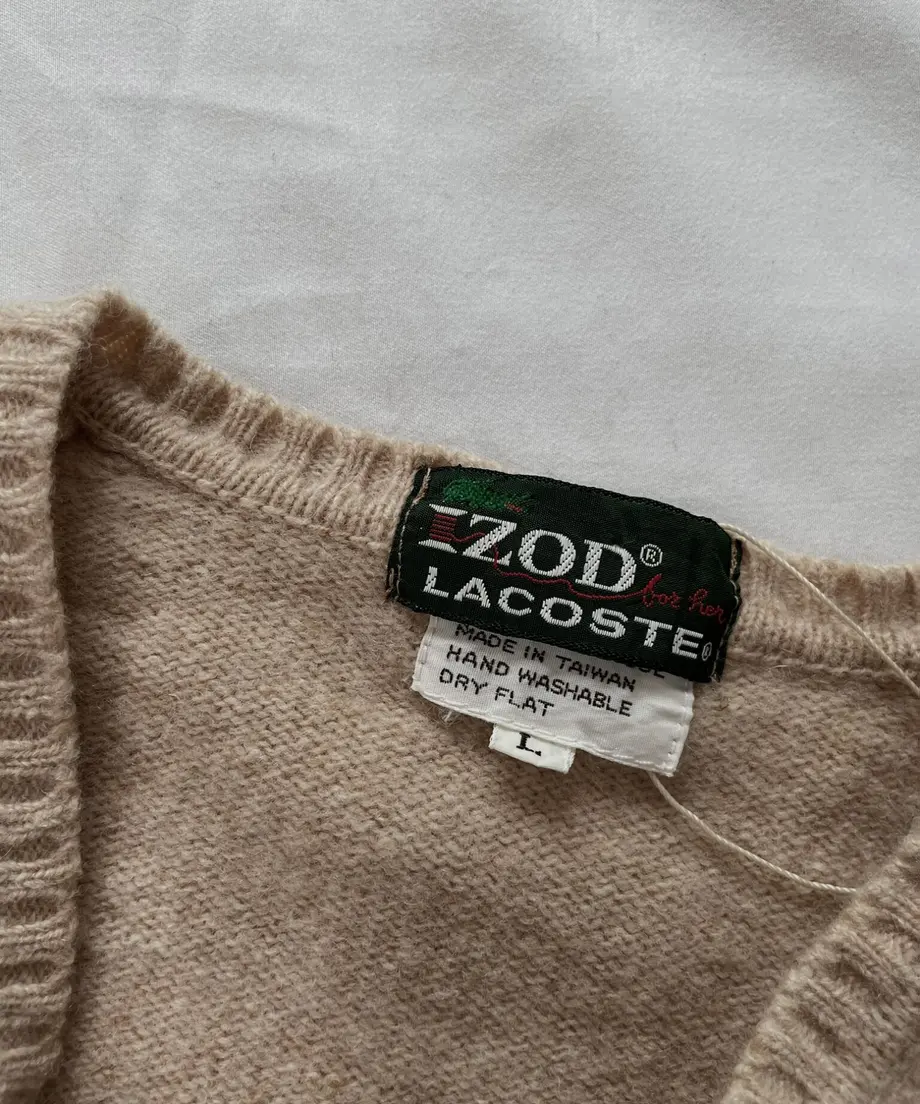 IZOD®
for her
LACOSTE®
MADE IN TAIWAN
HAND WASHABLE
DRY FLAT
L.